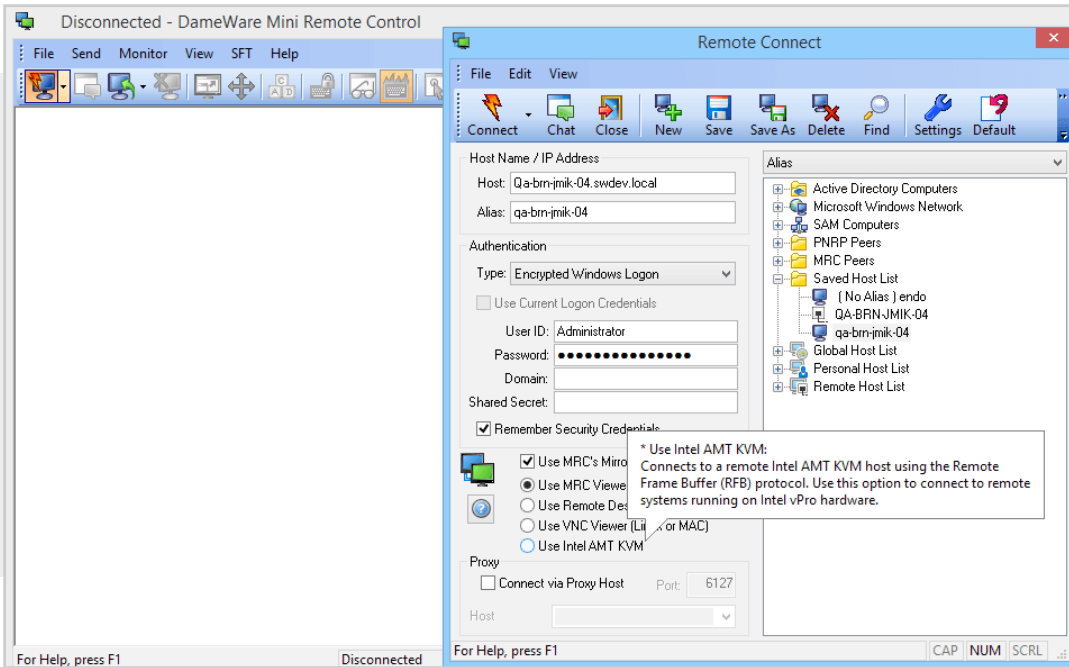 Disconnected - DameWare Mini Remote Control
File Send Monitor View SFT Help
For Help, press F1
Disconnected
Remote Connect
File Edit View
Connect Chat Close New Save Save As Delete Find Settings Default
Host Name / IP Address
Host: Qa-brn-jmik-04.swdev.local
Alias: qa-brn-jmik-04
Authentication
Type: Encrypted Windows Logon
Use Current Logon Credentials
User ID: Administrator
Password:
Domain:
Shared Secret:
Remember Security Credentials
Use MRC's Mirro
Use MRC Viewe
Use Remote Des
Use VNC Viewer (Li or MAC)
Use Intel AMT KVM
Proxy
Connect via Proxy Host Port: 6127
Host
Alias
Active Directory Computers
Microsoft Windows Network
SAM Computers
PNRP Peers
MRC Peers
Saved Host List
( No Alias ) endo
QA-BRN-JMIK-04
qa-brn-jmik-04
Global Host List
Personal Host List
Remote Host List
* Use Intel AMT KVM:
Connects to a remote Intel AMT KVM host using the Remote
Frame Buffer (RFB) protocol. Use this option to connect to remote
systems running on Intel vPro hardware.
For Help, press F1
CAP NUM SCRL